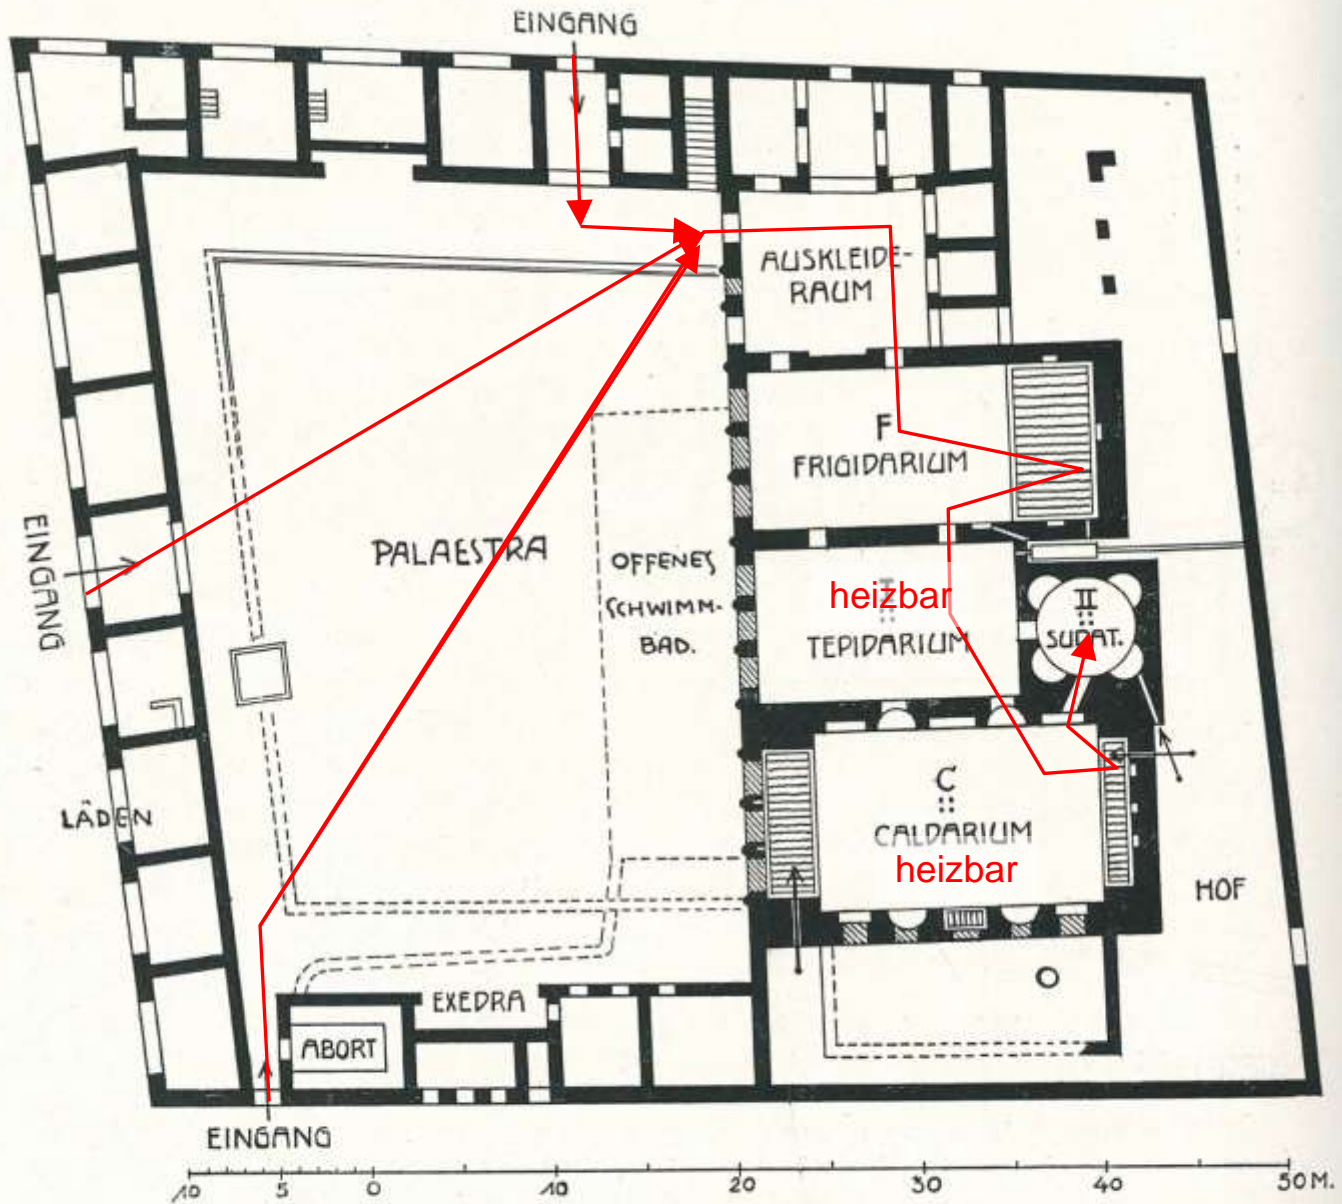 EINGANG
AUSKLEIDE-
RAUM
F
FRIGIDARIUM
EINGANG
PALAESTRA
OFFENES
SCHWIMM-
BAD.
heizbar
TEPIDARIUM
II
SUDAT.
C
CALDARIUM
heizbar
LÄDEN
HOF
EXEDRA
ABORT
EINGANG
10 5 0 10 20 30 40 50 M.